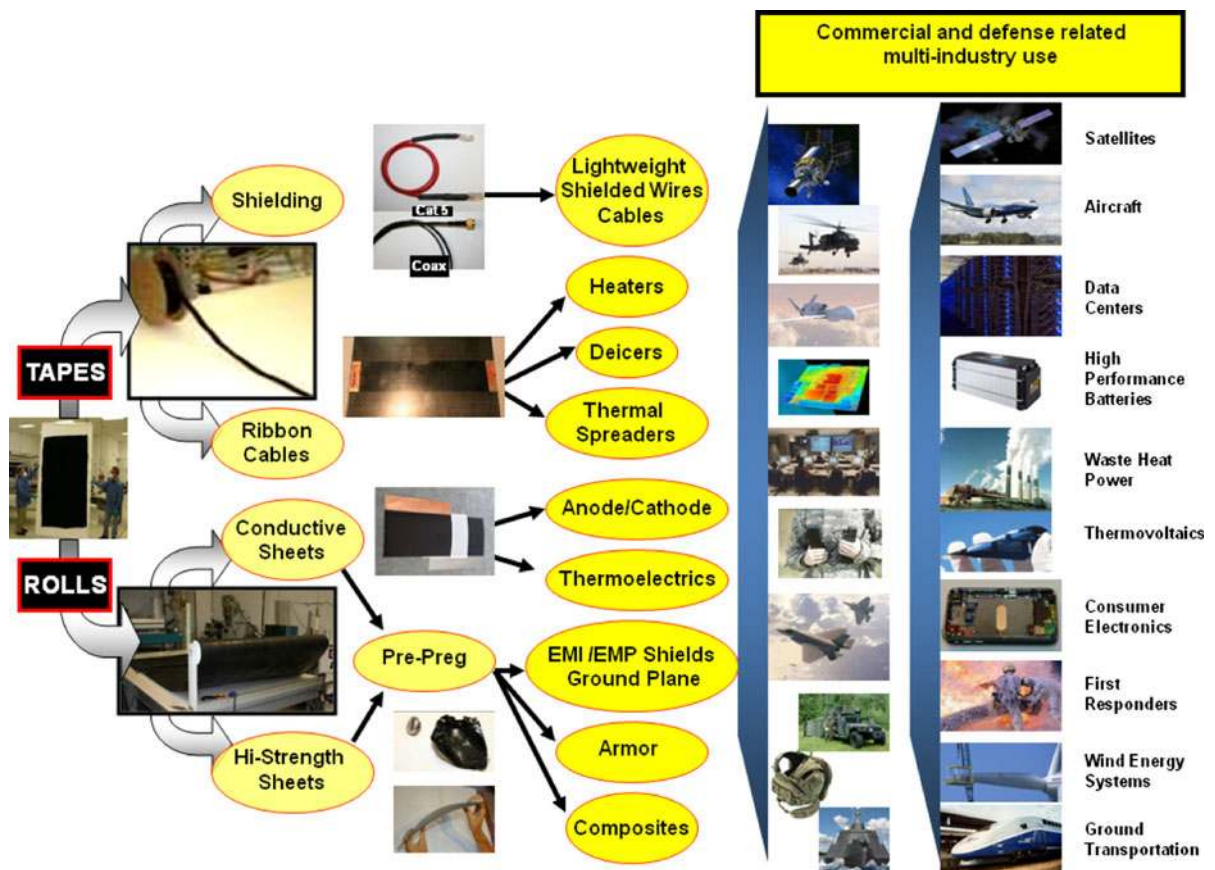 Commercial and defense related
multi-industry use
TAPES
ROLLS
Shielding
Ribbon
Cables
Conductive
Sheets
Hi-Strength
Sheets
Pre-Preg
Cat 5
Coax
Lightweight
Shielded Wires
Cables
Heaters
Deicers
Thermal
Spreaders
Anode/Cathode
Thermoelectrics
EMI /EMP Shields
Ground Plane
Armor
Composites
Satellites
Aircraft
Data
Centers
High
Performance
Batteries
Waste Heat
Power
Thermovoltaics
Consumer
Electronics
First
Responders
Wind Energy
Systems
Ground
Transportation